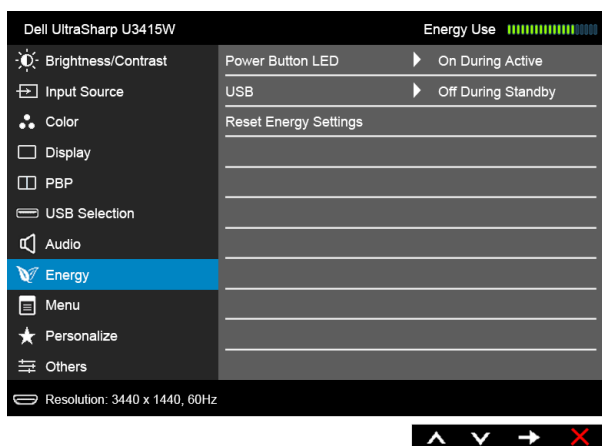 Dell UltraSharp U3415W
Energy Use
Brightness/Contrast
Power Button LED
On During Active
Input Source
USB
Off During Standby
Color
Reset Energy Settings
Display
PBP
USB Selection
Audio
Energy
Menu
Personalize
Others
Resolution: 3440 x 1440, 60Hz